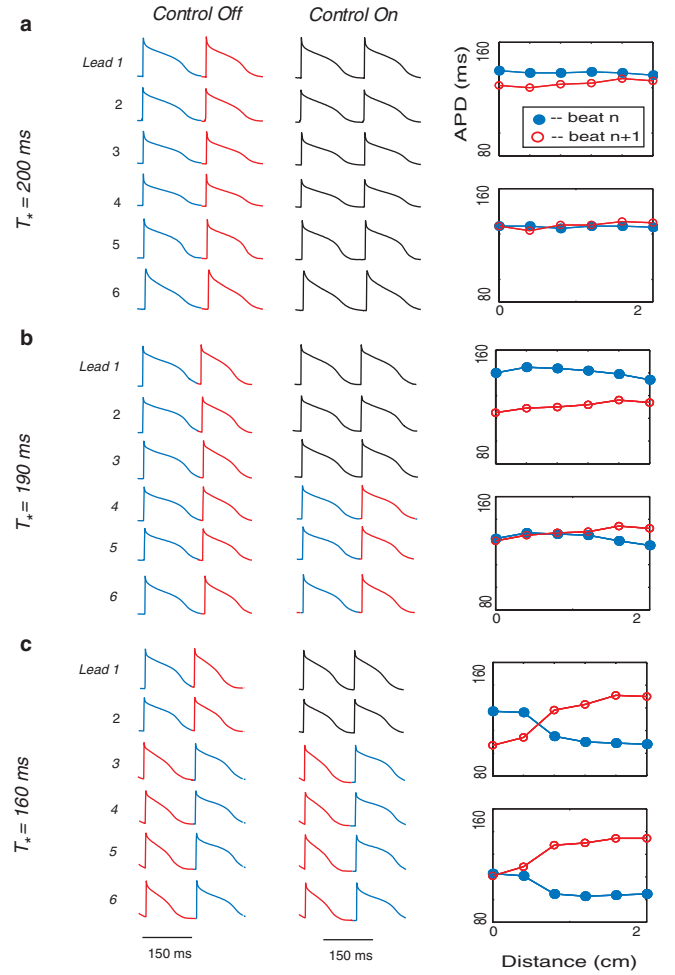 a
Control Off
Control On
T* = 200 ms
Lead 1
2
3
4
5
6
APD (ms)
160
80
-- beat n
-- beat n+1
160
80
0
2
b
T* = 190 ms
Lead 1
2
3
4
5
6
160
80
160
80
0
2
c
T* = 160 ms
Lead 1
2
3
4
5
6
150 ms
150 ms
160
80
160
80
0
2
Distance (cm)